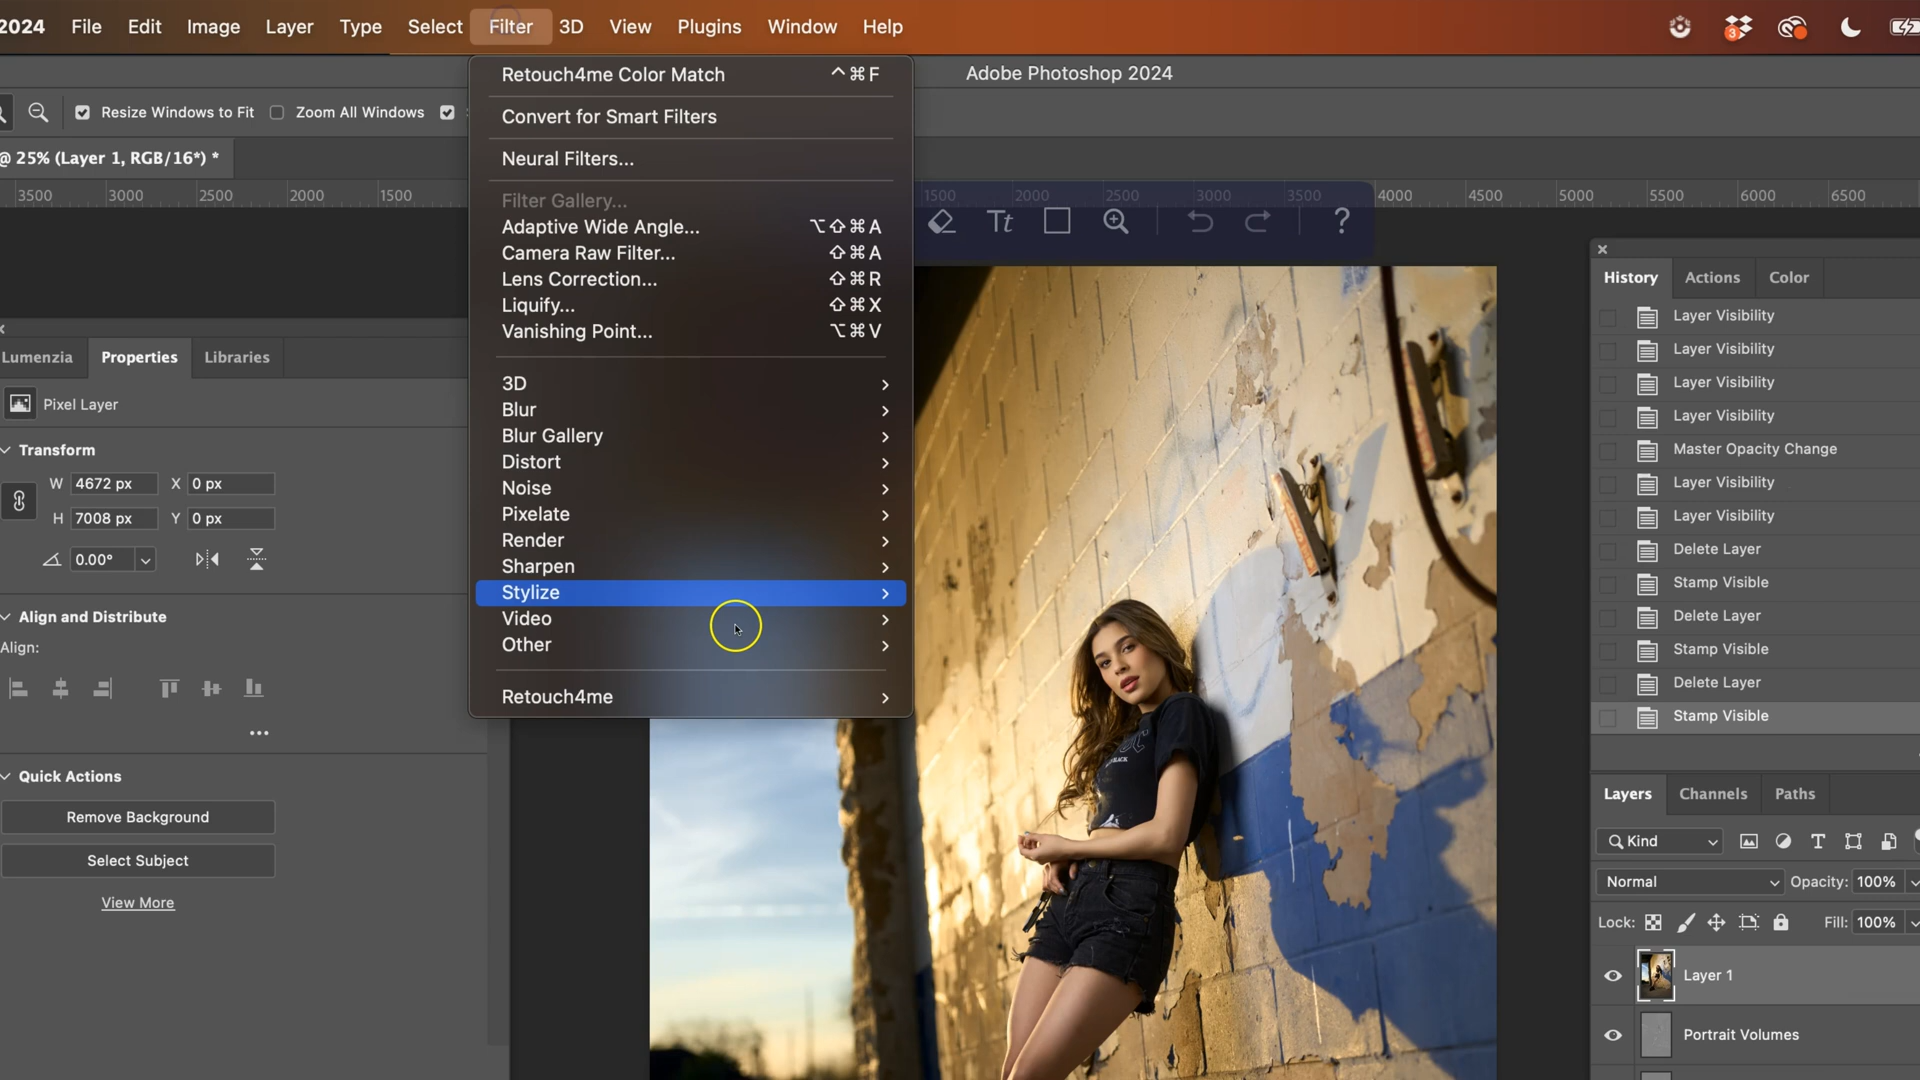 2024 File Edit Image Layer Type Select Filter 3D View Plugins Window Help
3
Adobe Photoshop 2024
Resize Windows to Fit Zoom All Windows
@ 25% (Layer 1, RGB/16*) *
3500 3000 2500 2000 1500 1500 2000 2500 3000 3500 4000 4500 5000 5500 6000 6500
Retouch4me Color Match ^⌘F
Convert for Smart Filters
Neural Filters...
Filter Gallery...
Adaptive Wide Angle... ⌥⇧⌘A
Camera Raw Filter... ⇧⌘A
Lens Correction... ⇧⌘R
Liquify... ⇧⌘X
Vanishing Point... ⌥⌘V
3D
Blur
Blur Gallery
Distort
Noise
Pixelate
Render
Sharpen
Stylize
Video
Other
Retouch4me
Tt ?
Lumenzia Properties Libraries
Pixel Layer
Transform
W 4672 px X 0 px
H 7008 px Y 0 px
0.00°
Align and Distribute
Align:
Quick Actions
Remove Background
Select Subject
View More
BLACK
History Actions Color
Layer Visibility
Layer Visibility
Layer Visibility
Layer Visibility
Master Opacity Change
Layer Visibility
Layer Visibility
Delete Layer
Stamp Visible
Delete Layer
Stamp Visible
Delete Layer
Stamp Visible
Layers Channels Paths
Kind
Normal Opacity: 100%
Lock: Fill: 100%
Layer 1
Portrait Volumes